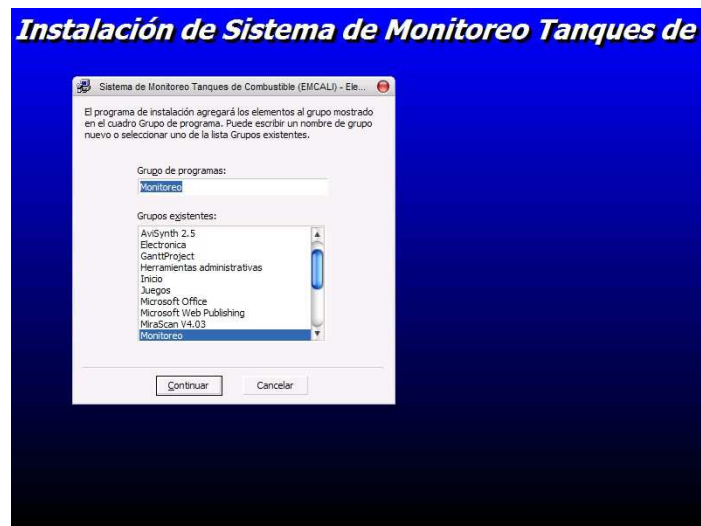 Instalación de Sistema de Monitoreo Tanques de
Sistema de Monitoreo Tanques de Combustible (EMCALI) - Ele...
El programa de instalación agregará los elementos al grupo mostrado
en el cuadro Grupo de programa. Puede escribir un nombre de grupo
nuevo o seleccionar uno de la lista Grupos existentes.
Grupo de programas:
Monitoreo
Grupos existentes:
AviSynth 2.5
Electronica
GanttProject
Herramientas administrativas
Inicio
Juegos
Microsoft Office
Microsoft Web Publishing
MiraScan V4.03
Monitoreo
Continuar
Cancelar